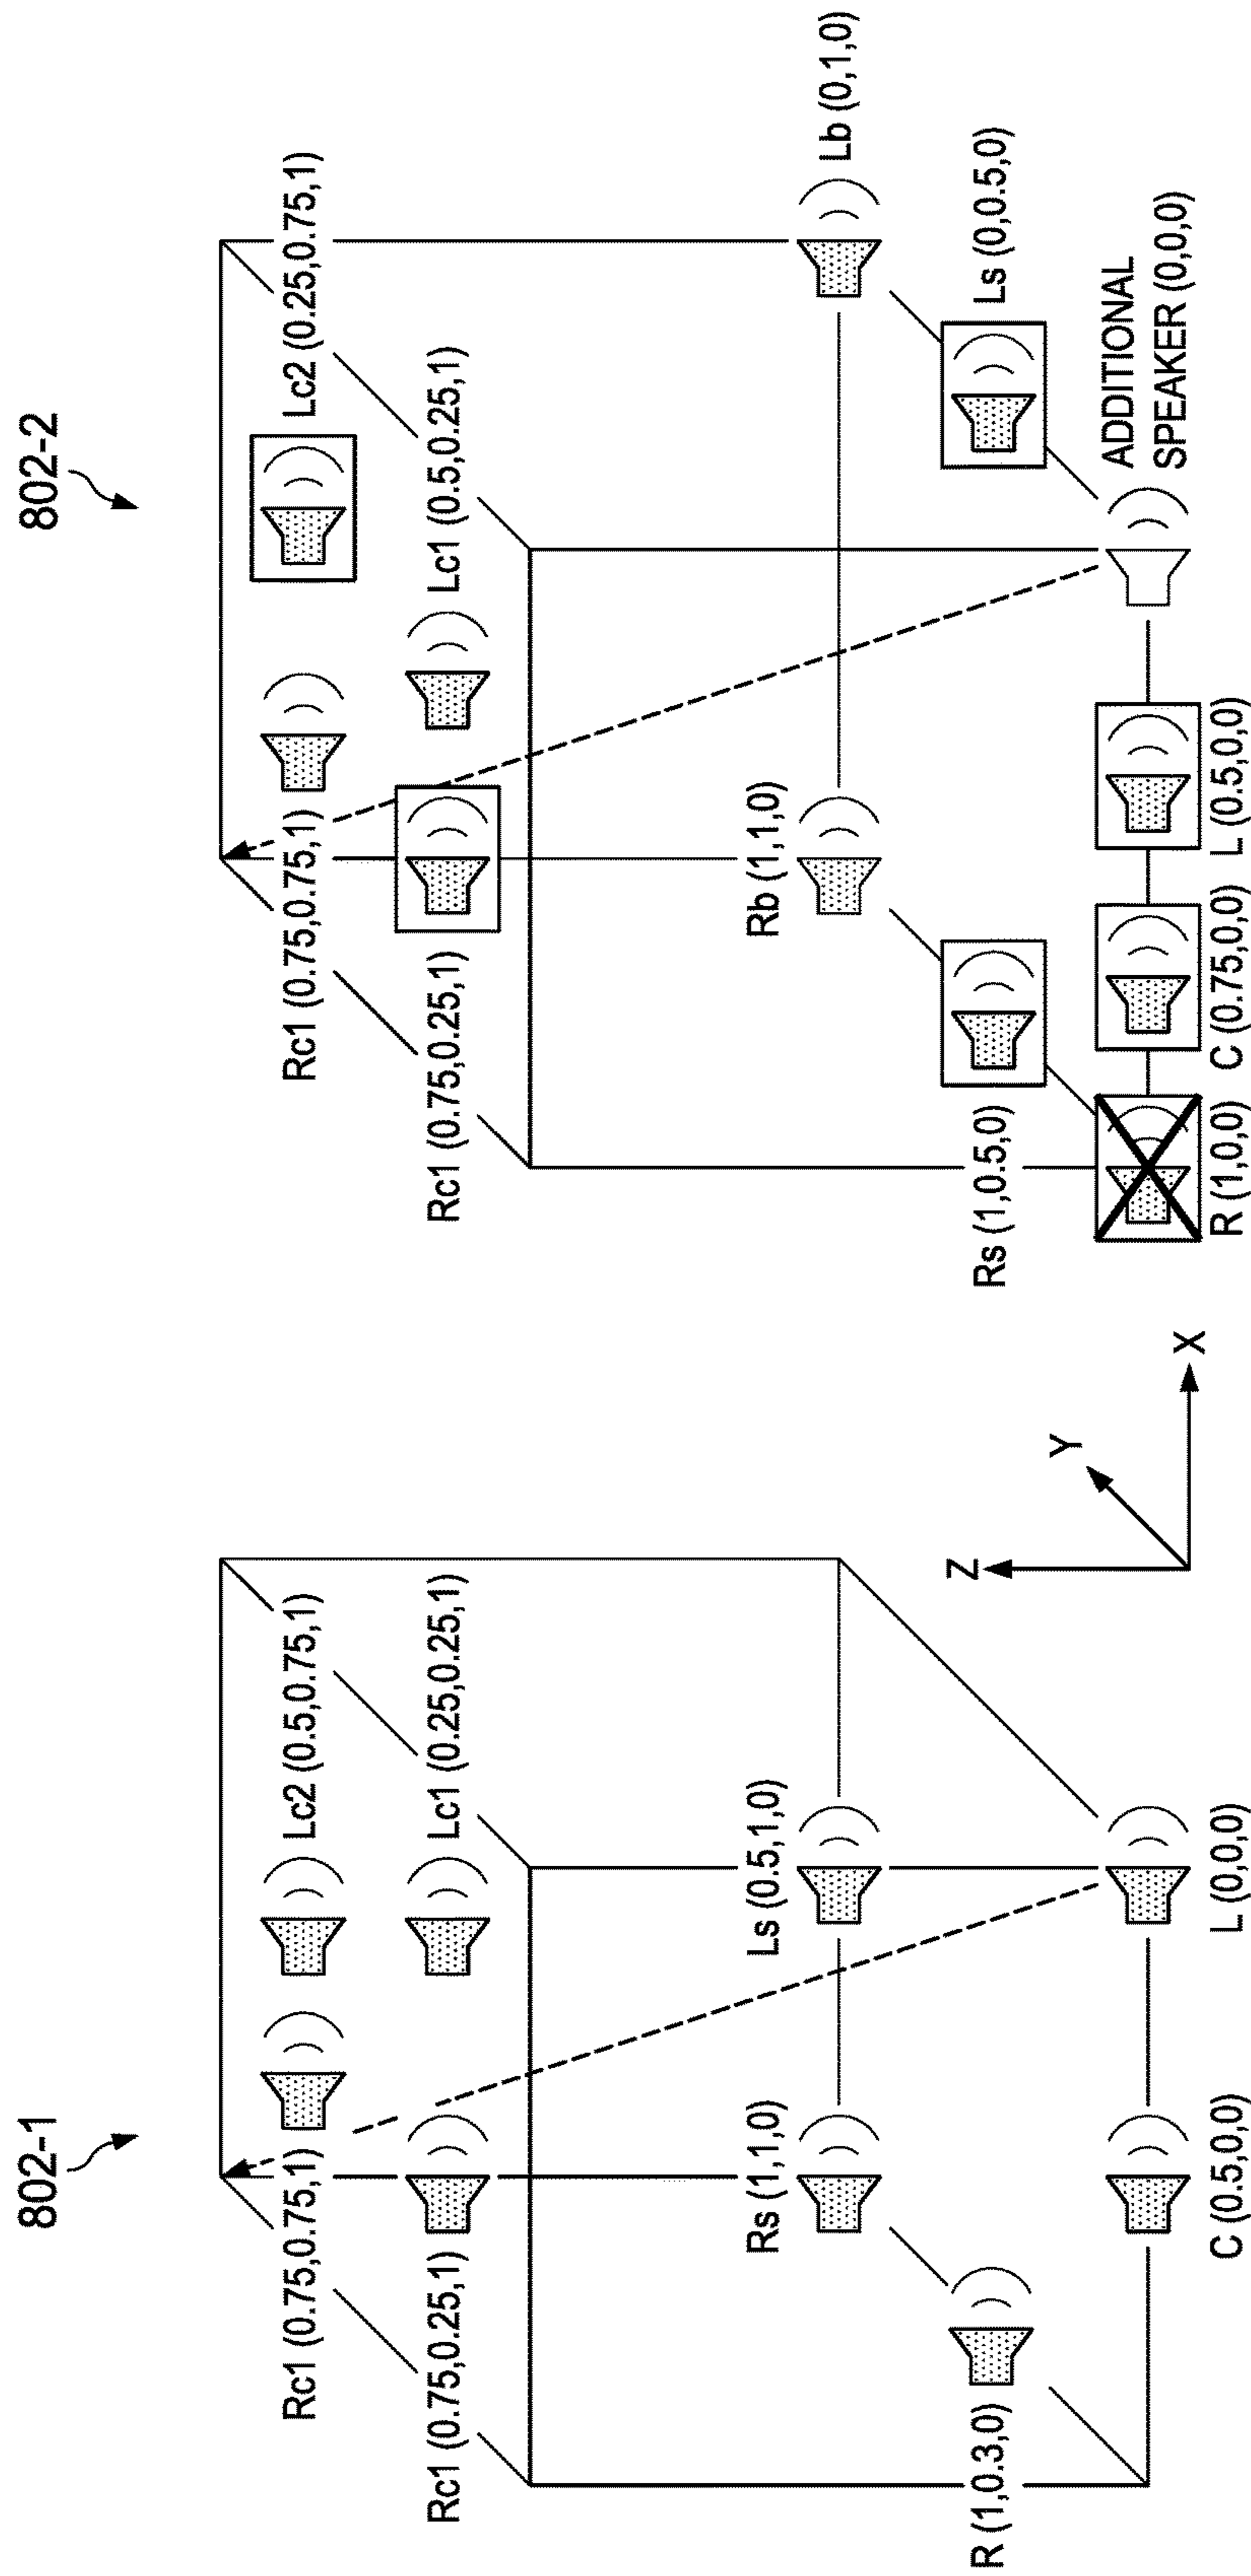 802-1
Rc1 (0.75,0.75,1)
Lc2 (0.5,0.75,1)
Rc1 (0.75,0.25,1)
Lc1 (0.25,0.25,1)
Rs (1,1,0)
Ls (0.5,1,0)
R (1,0.3,0)
C (0.5,0,0)
L (0,0,0)
Z
Y
X
802-2
Rc1 (0.75,0.75,1)
Lc2 (0.25,0.75,1)
Rc1 (0.75,0.25,1)
Lc1 (0.5,0.25,1)
Rb (1,1,0)
Lb (0,1,0)
Rs (1,0.5,0)
Ls (0,0.5,0)
ADDITIONAL
SPEAKER (0,0,0)
R (1,0,0)
C (0.75,0,0)
L (0.5,0,0)